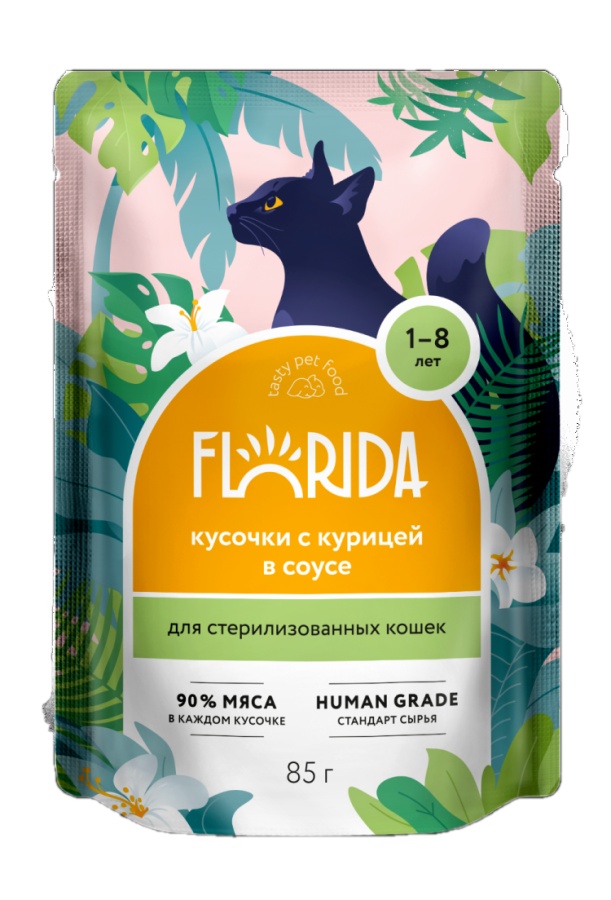 1–8
лет
tasty pet food
FLORIDA
кусочки с курицей
в соусе
для стерилизованных кошек
90% МЯСА
В КАЖДОМ КУСОЧКЕ
HUMAN GRADE
СТАНДАРТ СЫРЬЯ
85 г